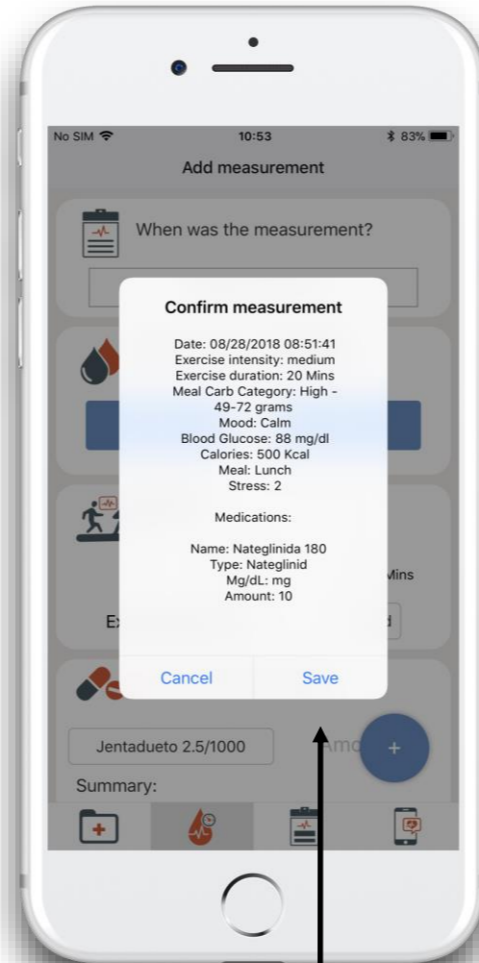 No SIM 10:53 83%
Add measurement
When was the measurement?
Confirm measurement
Date: 08/28/2018 08:51:41
Exercise intensity: medium
Exercise duration: 20 Mins
Meal Carb Category: High -
49-72 grams
Mood: Calm
Blood Glucose: 88 mg/dl
Calories: 500 Kcal
Meal: Lunch
Stress: 2
Medications:
Name: Nateglinida 180
Type: Nateglinid
Mg/dL: mg
Amount: 10
Mins
Cancel Save
Jentadueto 2.5/1000 +
Summary: